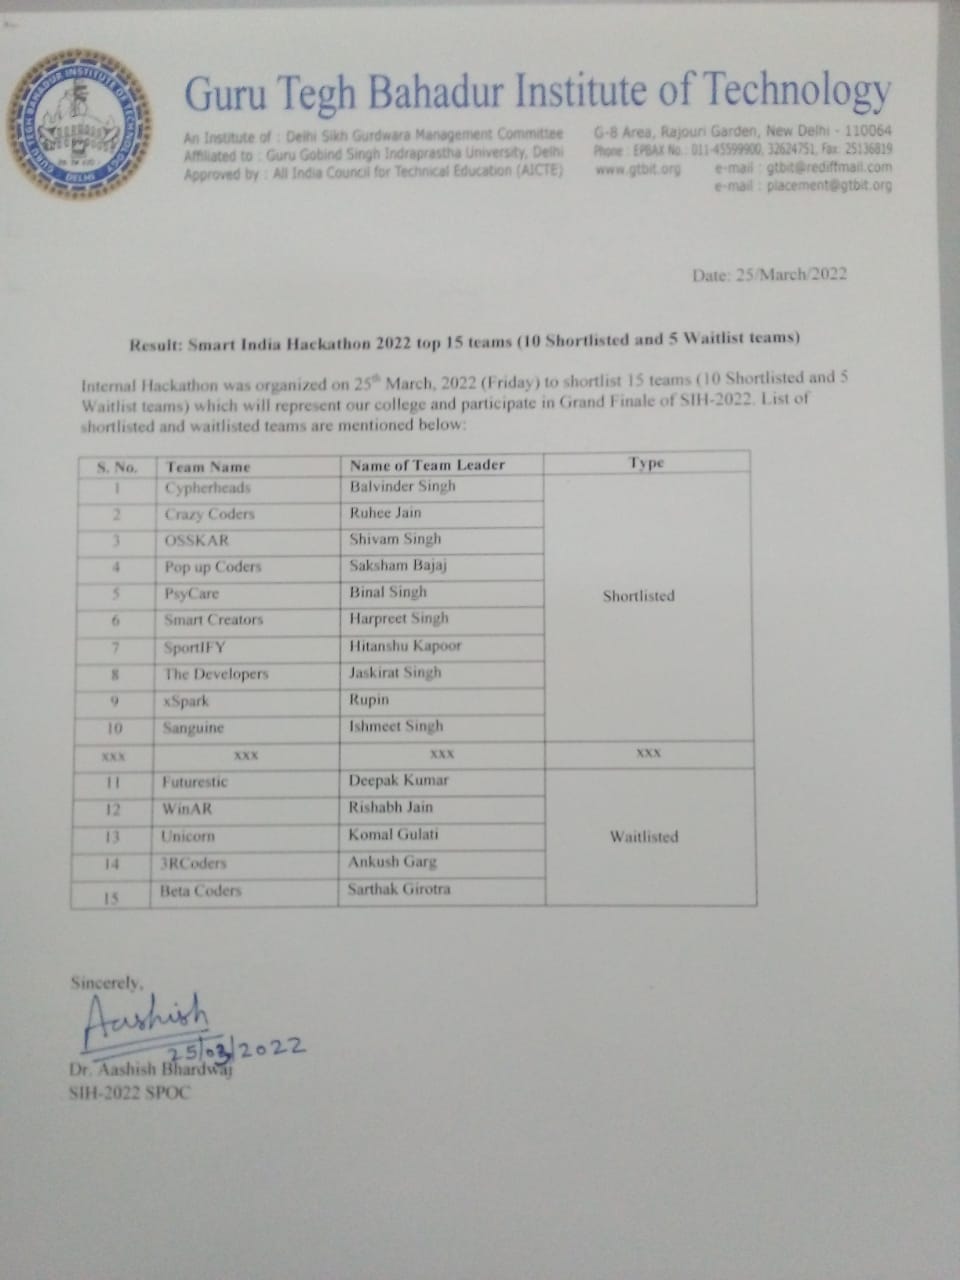 Guru Tegh Bahadur Institute of Technology
An Institute of : Delhi Sikh Gurdwara Management Committee
Affiliated to : Guru Gobind Singh Indraprastha University, Delhi
Approved by : All India Council for Technical Education (AICTE)
G-8 Area, Rajouri Garden, New Delhi - 110064
Phone : EPBAX No.: 011-45599900, 32624751, Fax: 25136819
www.gtbit.org e-mail : gtbit@rediffmail.com
e-mail : placement@gtbit.org
GURU TEGH BAHADUR INSTITUTE OF TECHNOLOGY
DELHI
Date: 25/March/2022
Result: Smart India Hackathon 2022 top 15 teams (10 Shortlisted and 5 Waitlist teams)
Internal Hackathon was organized on 25th March, 2022 (Friday) to shortlist 15 teams (10 Shortlisted and 5
Waitlist teams) which will represent our college and participate in Grand Finale of SIH-2022. List of
shortlisted and waitlisted teams are mentioned below:
S. No. Team Name Name of Team Leader Type
1 Cypherheads Balvinder Singh
2 Crazy Coders Ruhee Jain
3 OSSKAR Shivam Singh
4 Pop up Coders Saksham Bajaj
5 PsyCare Binal Singh Shortlisted
6 Smart Creators Harpreet Singh
7 SportIFY Hitanshu Kapoor
8 The Developers Jaskirat Singh
9 xSpark Rupin
10 Sanguine Ishmeet Singh
xxx xxx xxx xxx
11 Futurestic Deepak Kumar
12 WinAR Rishabh Jain
13 Unicorn Komal Gulati Waitlisted
14 3RCoders Ankush Garg
15 Beta Coders Sarthak Girotra
Sincerely,
Aashish
25/03/2022
Dr. Aashish Bhardwaj
SIH-2022 SPOC